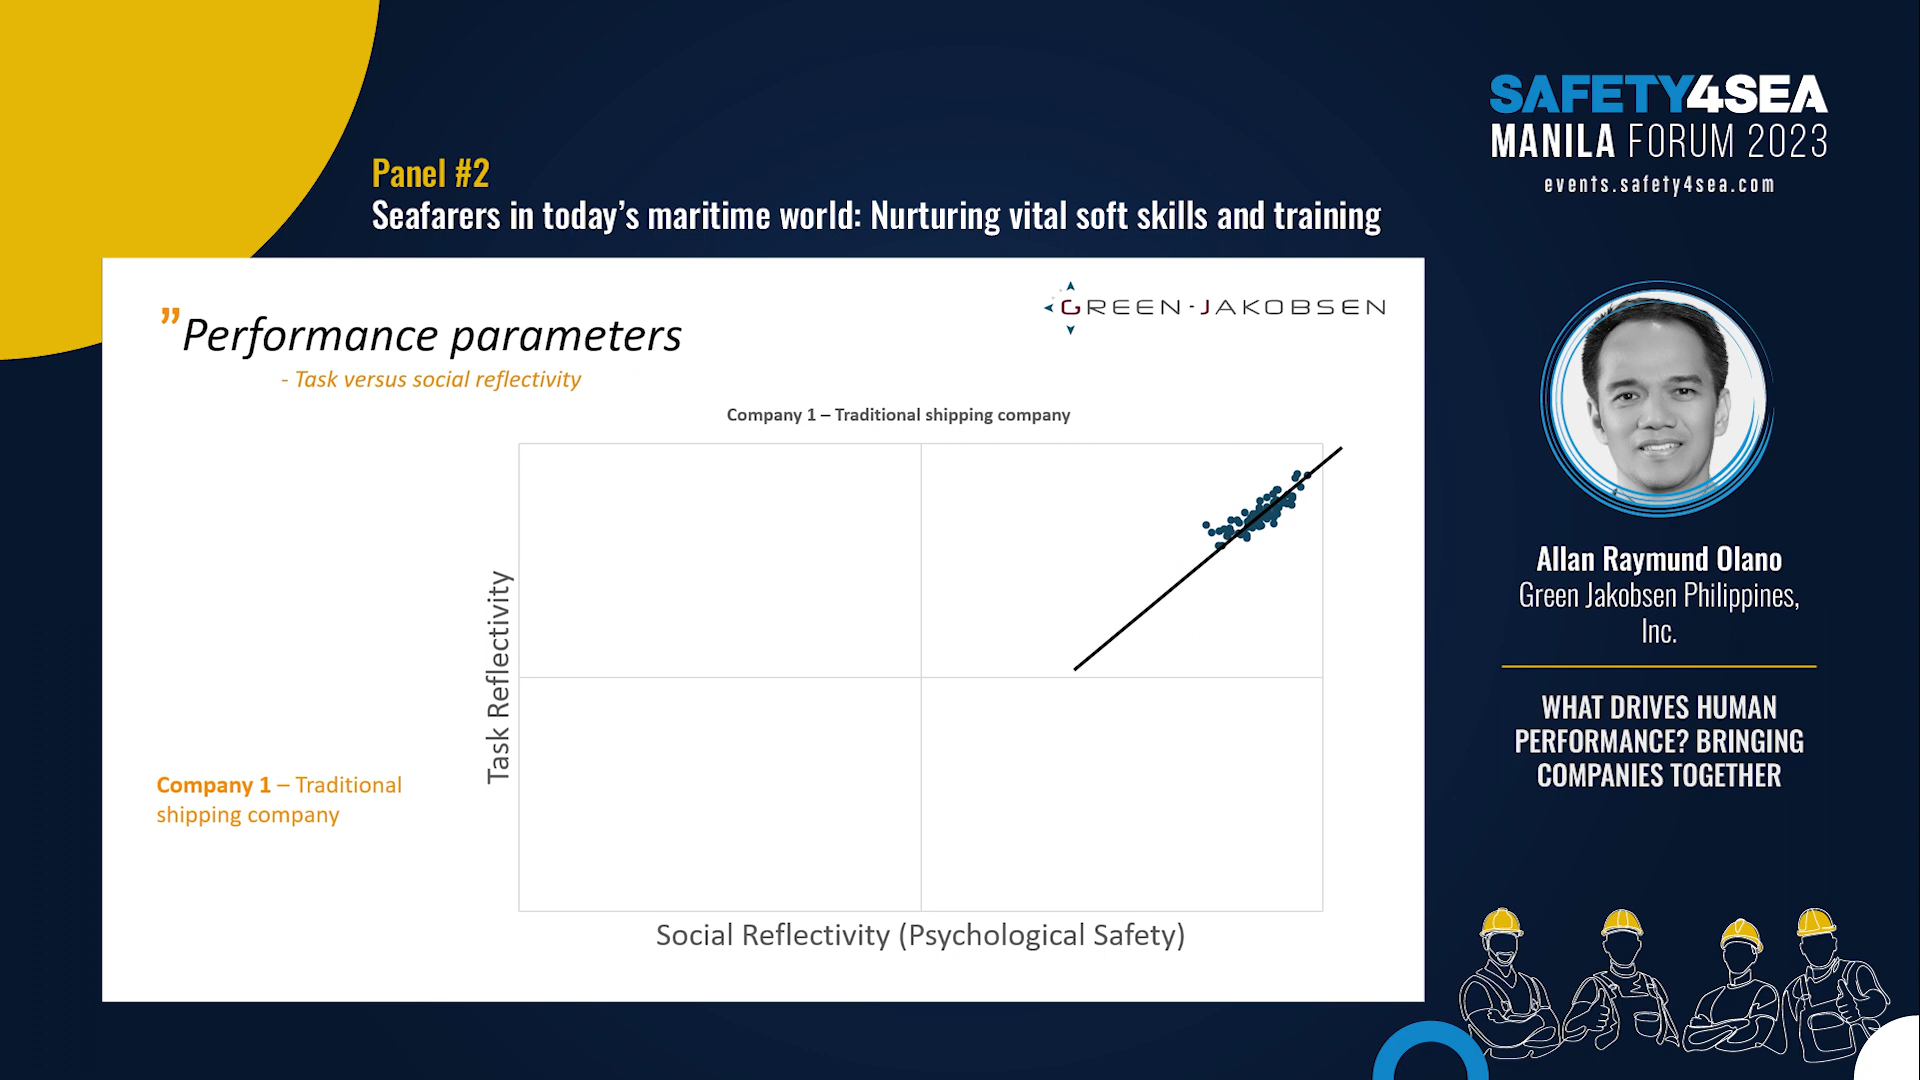 SAFETY4SEA
MANILA FORUM 2023
events.safety4sea.com
Panel #2
Seafarers in today’s maritime world: Nurturing vital soft skills and training
”Performance parameters
- Task versus social reflectivity
GREEN-JAKOBSEN
Company 1 – Traditional shipping company
Task Reflectivity
Social Reflectivity (Psychological Safety)
Company 1 – Traditional
shipping company
Allan Raymund Olano
Green Jakobsen Philippines,
Inc.
WHAT DRIVES HUMAN
PERFORMANCE? BRINGING
COMPANIES TOGETHER